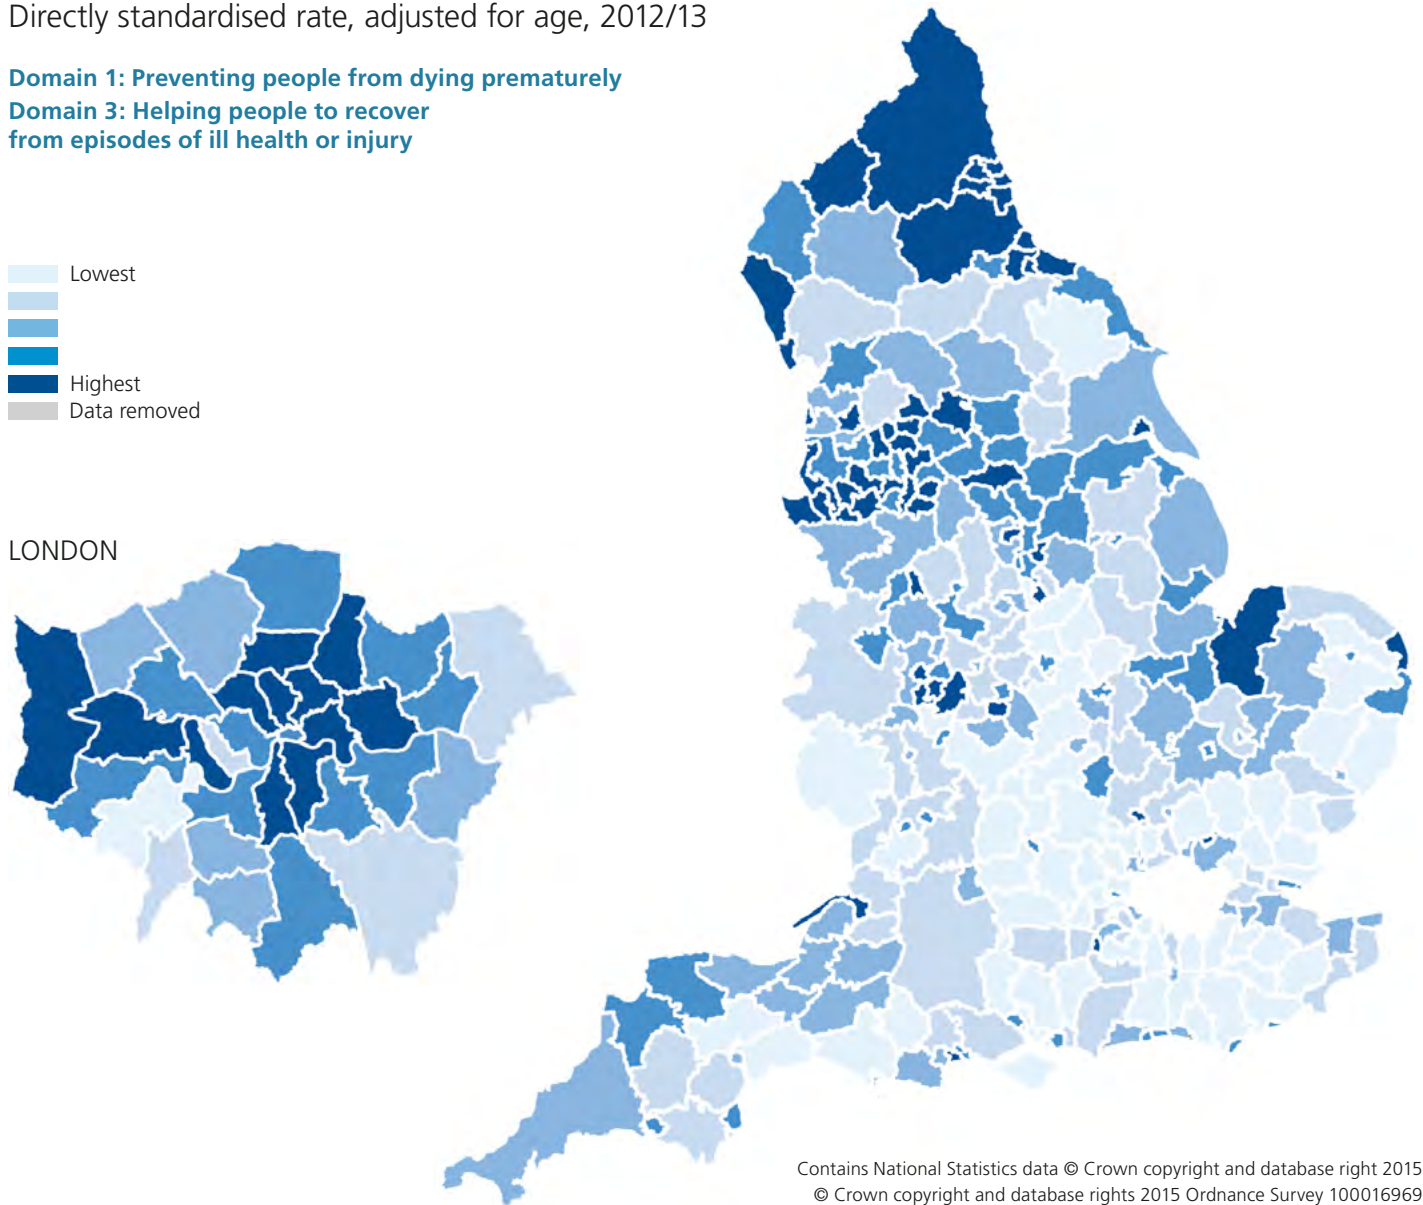 Directly standardised rate, adjusted for age, 2012/13
Domain 1: Preventing people from dying prematurely
Domain 3: Helping people to recover
from episodes of ill health or injury
Lowest
Highest
Data removed
LONDON
Contains National Statistics data © Crown copyright and database right 2015
© Crown copyright and database rights 2015 Ordnance Survey 100016969